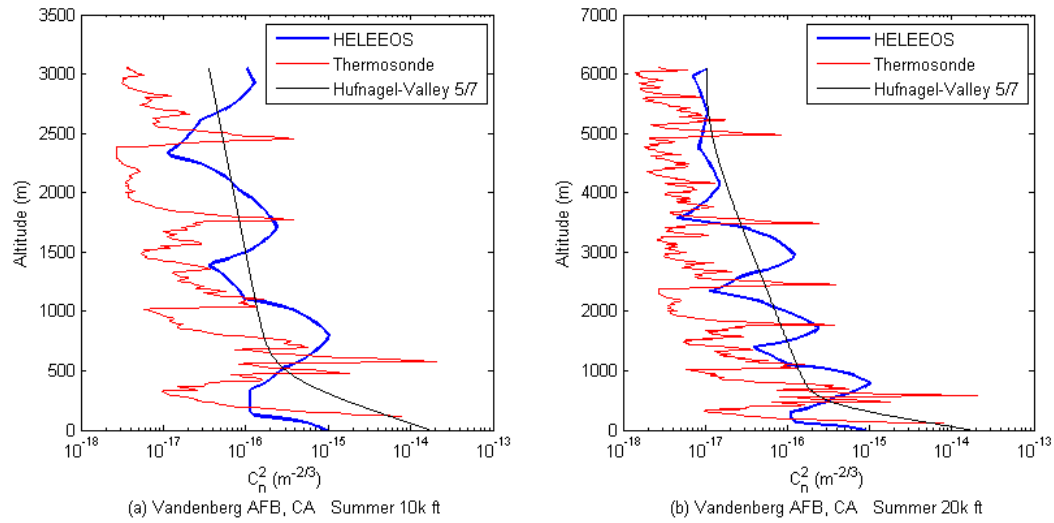 3500
3000
2500
2000
1500
1000
500
0
Altitude (m)
HELEEOS
Thermosonde
Hufnagel-Valley 5/7
10^-18
10^-17
10^-16
10^-15
10^-14
10^-13
C_n^2 (m^-2/3)
(a) Vandenberg AFB, CA Summer 10k ft
7000
6000
5000
4000
3000
2000
1000
0
Altitude (m)
HELEEOS
Thermosonde
Hufnagel-Valley 5/7
10^-18
10^-17
10^-16
10^-15
10^-14
10^-13
C_n^2 (m^-2/3)
(b) Vandenberg AFB, CA Summer 20k ft